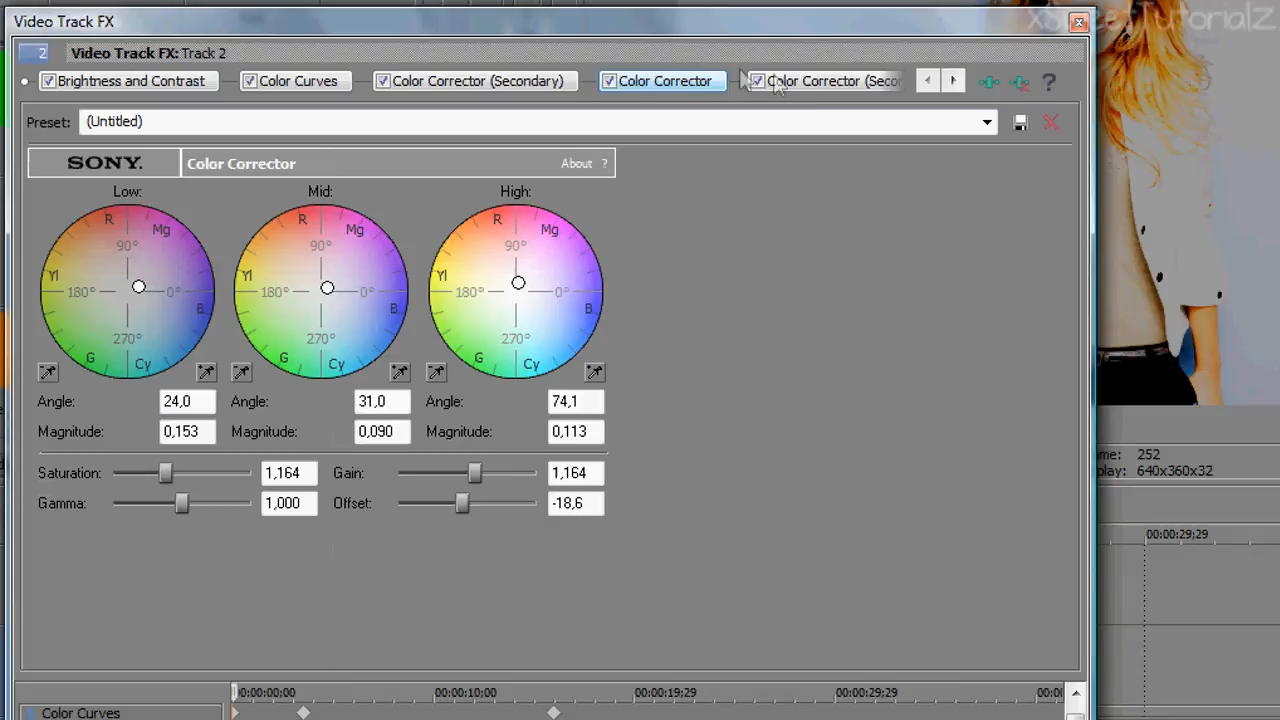 Video Track FX
xStreetTutorialZ
2 Video Track FX: Track 2
Brightness and Contrast Color Curves Color Corrector (Secondary) Color Corrector Color Corrector (Seco
Preset: (Untitled)
SONY. Color Corrector About ?
Low: Mid: High:
R Mg R Mg R Mg
90° 90° 90°
Yl Yl Yl
180° 0° 180° 0° 180° 0°
B B B
270° 270° 270°
G Cy G Cy G Cy
Angle: 24,0 Angle: 31,0 Angle: 74,1
Magnitude: 0,153 Magnitude: 0,090 Magnitude: 0,113
Saturation: 1,164 Gain: 1,164
Gamma: 1,000 Offset: -18,6
ame: 252
play: 640x360x32
00:00:29;29
00:00:00;00 00:00:10;00 00:00:19;29 00:00:29;29 00:00
Color Curves